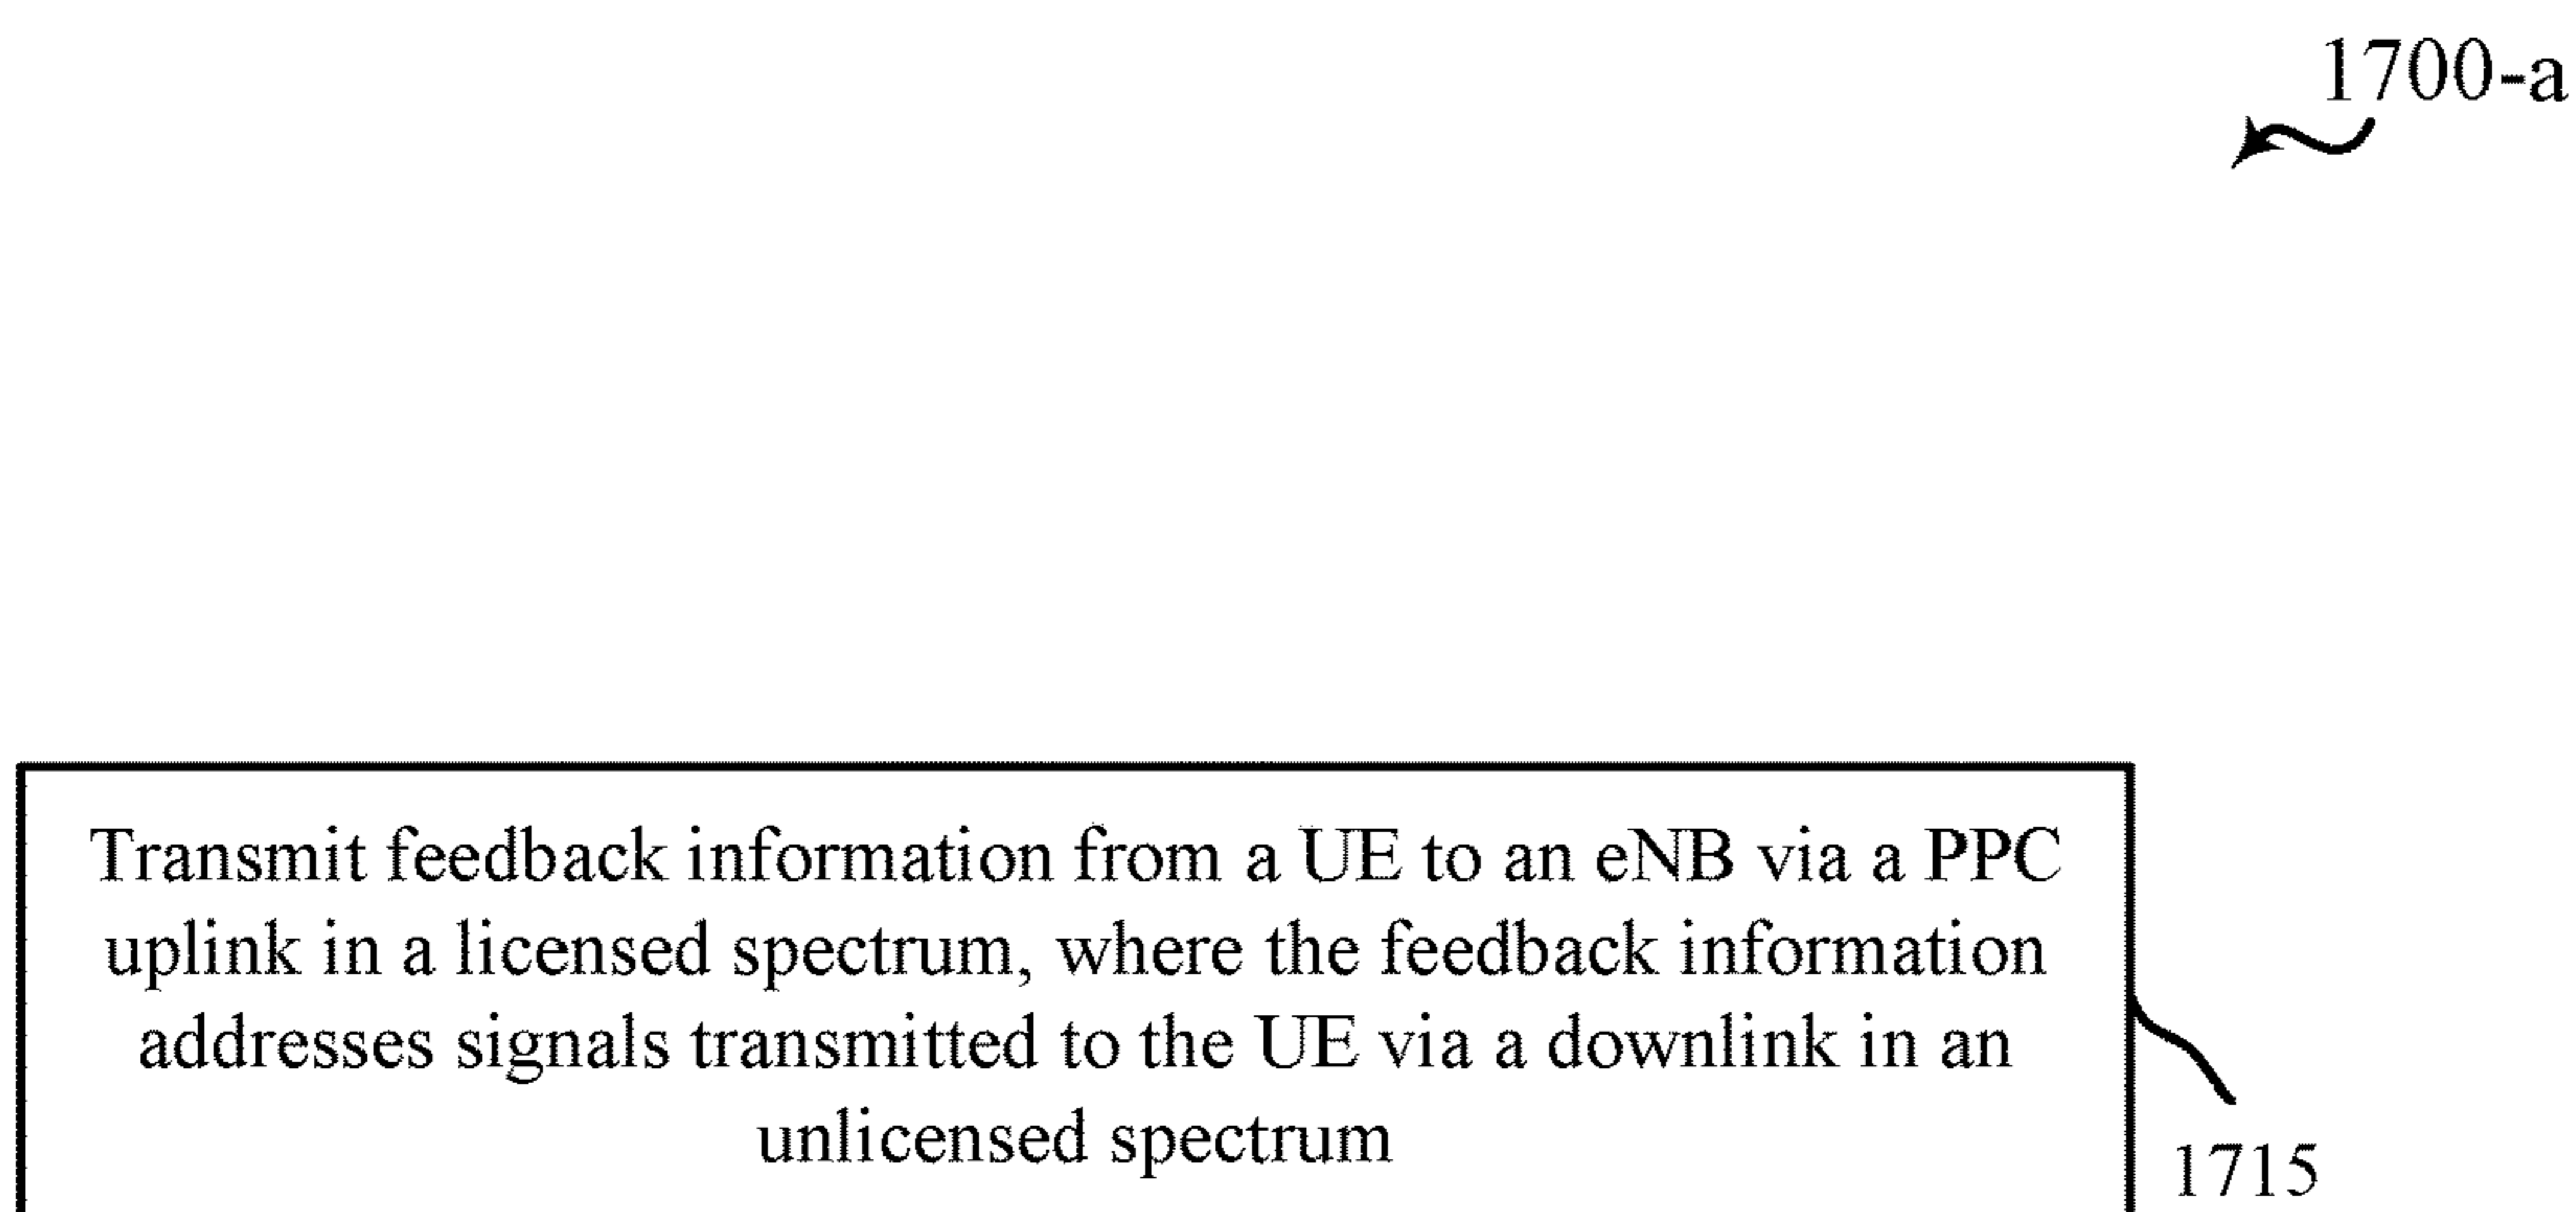 1700-a
Transmit feedback information from a UE to an eNB via a PPC
uplink in a licensed spectrum, where the feedback information
addresses signals transmitted to the UE via a downlink in an
unlicensed spectrum
1715